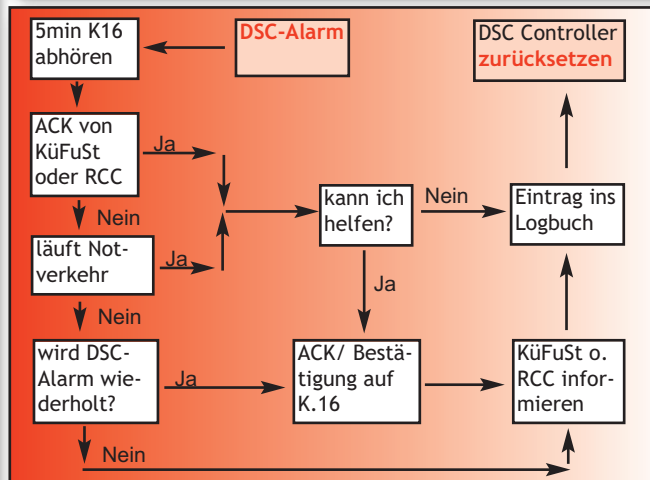 5min K16
abhören
DSC-Alarm
DSC Controller
zurücksetzen
ACK von
KüFuSt
oder RCC
Ja
Nein
kann ich
helfen?
Nein
Eintrag ins
Logbuch
läuft Not-
verkehr
Ja
Ja
Nein
wird DSC-
Alarm wie-
derholt?
Ja
ACK/ Bestä-
tigung auf
K.16
KüFuSt o.
RCC infor-
mieren
Nein